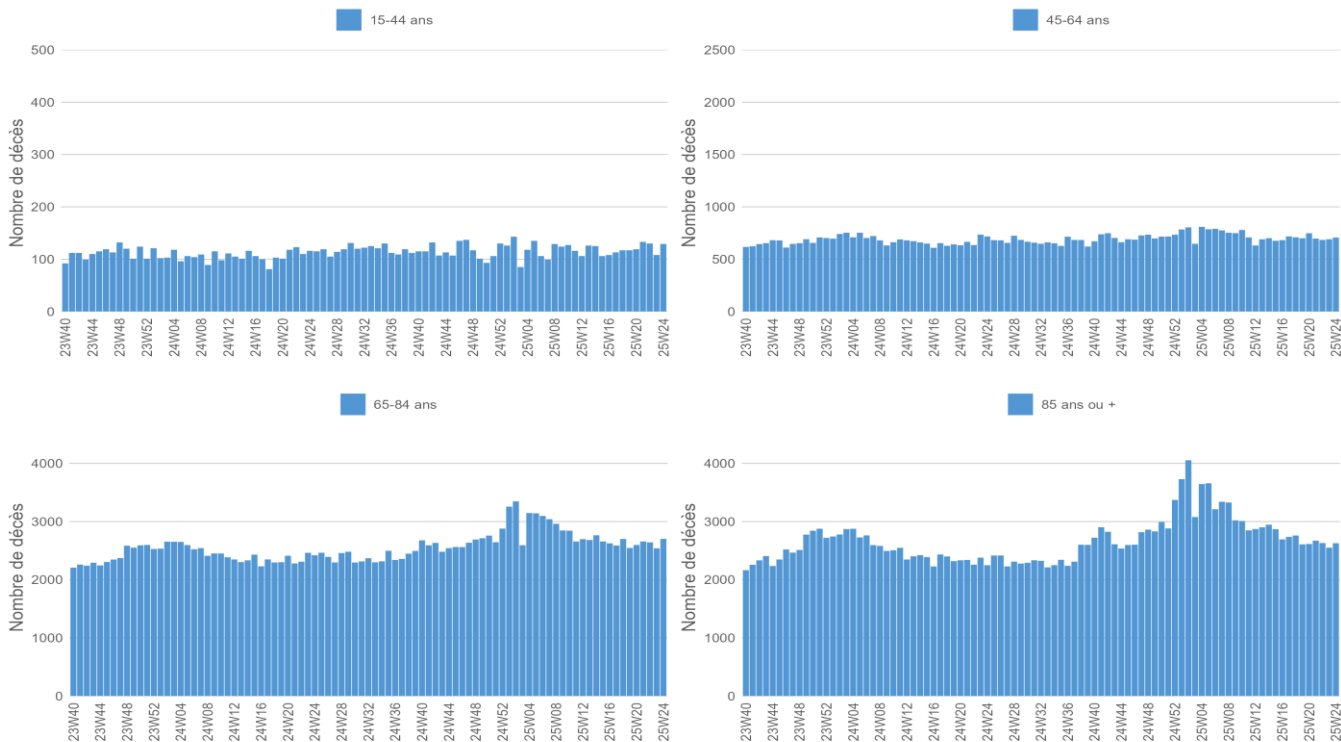 15-44 ans
Nombre de décès
500
400
300
200
100
0
23W40 23W44 23W48 23W52 24W04 24W08 24W12 24W16 24W20 24W24 24W28 24W32 24W36 24W40 24W44 24W48 24W52 25W04 25W08 25W12 25W16 25W20 25W24
45-64 ans
Nombre de décès
2500
2000
1500
1000
500
0
23W40 23W44 23W48 23W52 24W04 24W08 24W12 24W16 24W20 24W24 24W28 24W32 24W36 24W40 24W44 24W48 24W52 25W04 25W08 25W12 25W16 25W20 25W24
65-84 ans
Nombre de décès
4000
3000
2000
1000
0
23W40 23W44 23W48 23W52 24W04 24W08 24W12 24W16 24W20 24W24 24W28 24W32 24W36 24W40 24W44 24W48 24W52 25W04 25W08 25W12 25W16 25W20 25W24
85 ans ou +
Nombre de décès
4000
3000
2000
1000
0
23W40 23W44 23W48 23W52 24W04 24W08 24W12 24W16 24W20 24W24 24W28 24W32 24W36 24W40 24W44 24W48 24W52 25W04 25W08 25W12 25W16 25W20 25W24